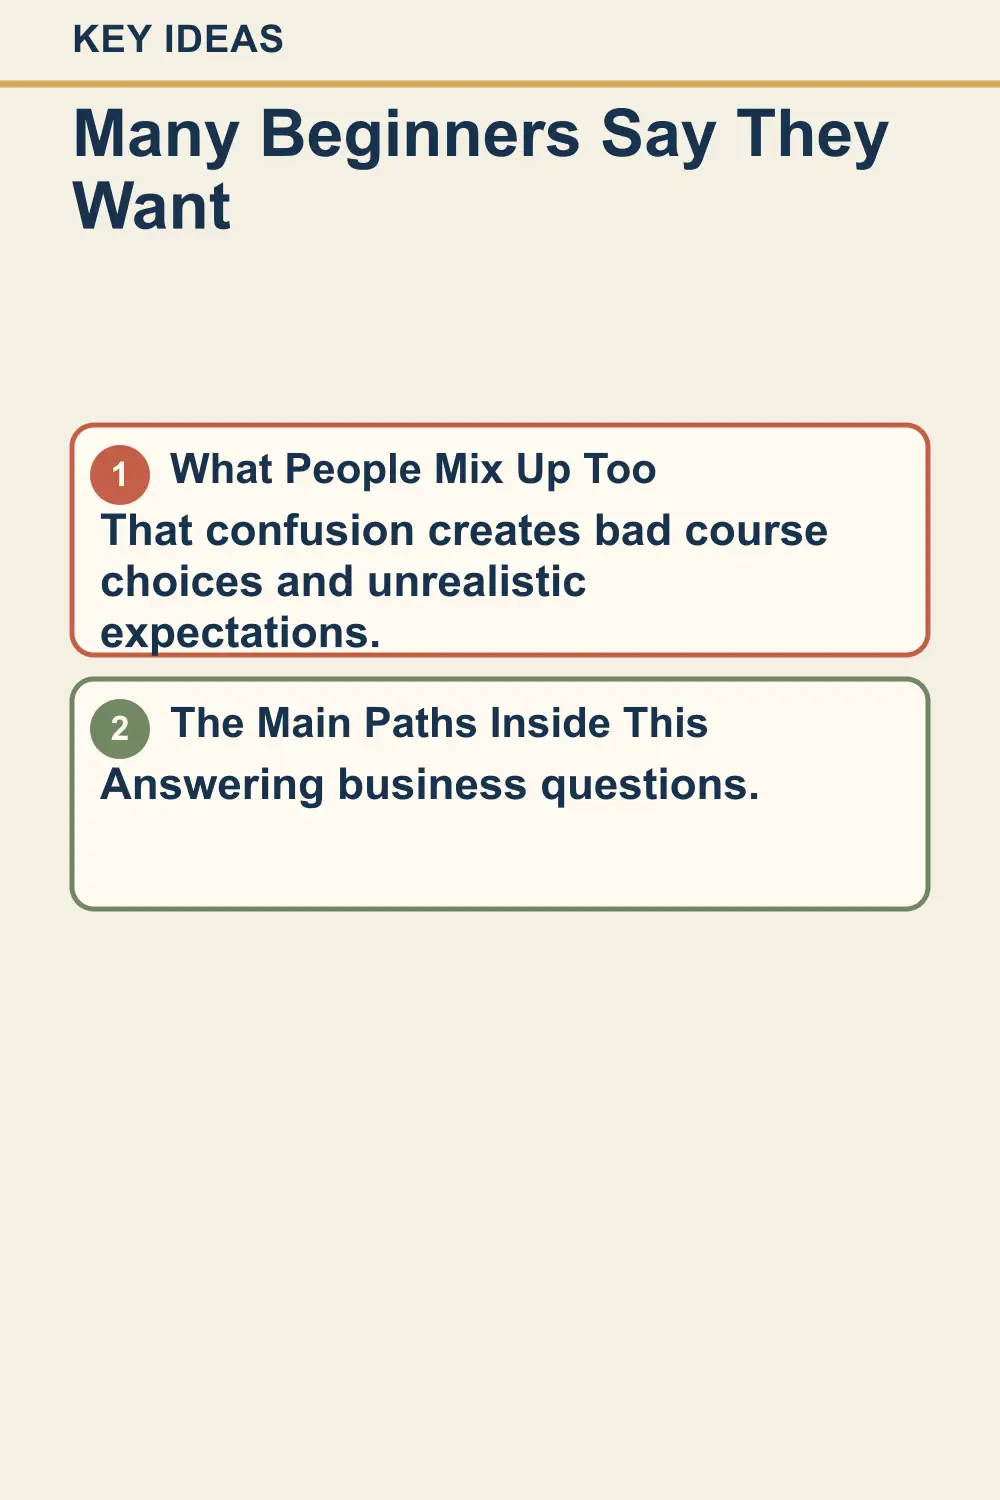 KEY IDEAS
Many Beginners Say They
Want
1 What People Mix Up Too
That confusion creates bad course
choices and unrealistic
expectations.
2 The Main Paths Inside This
Answering business questions.